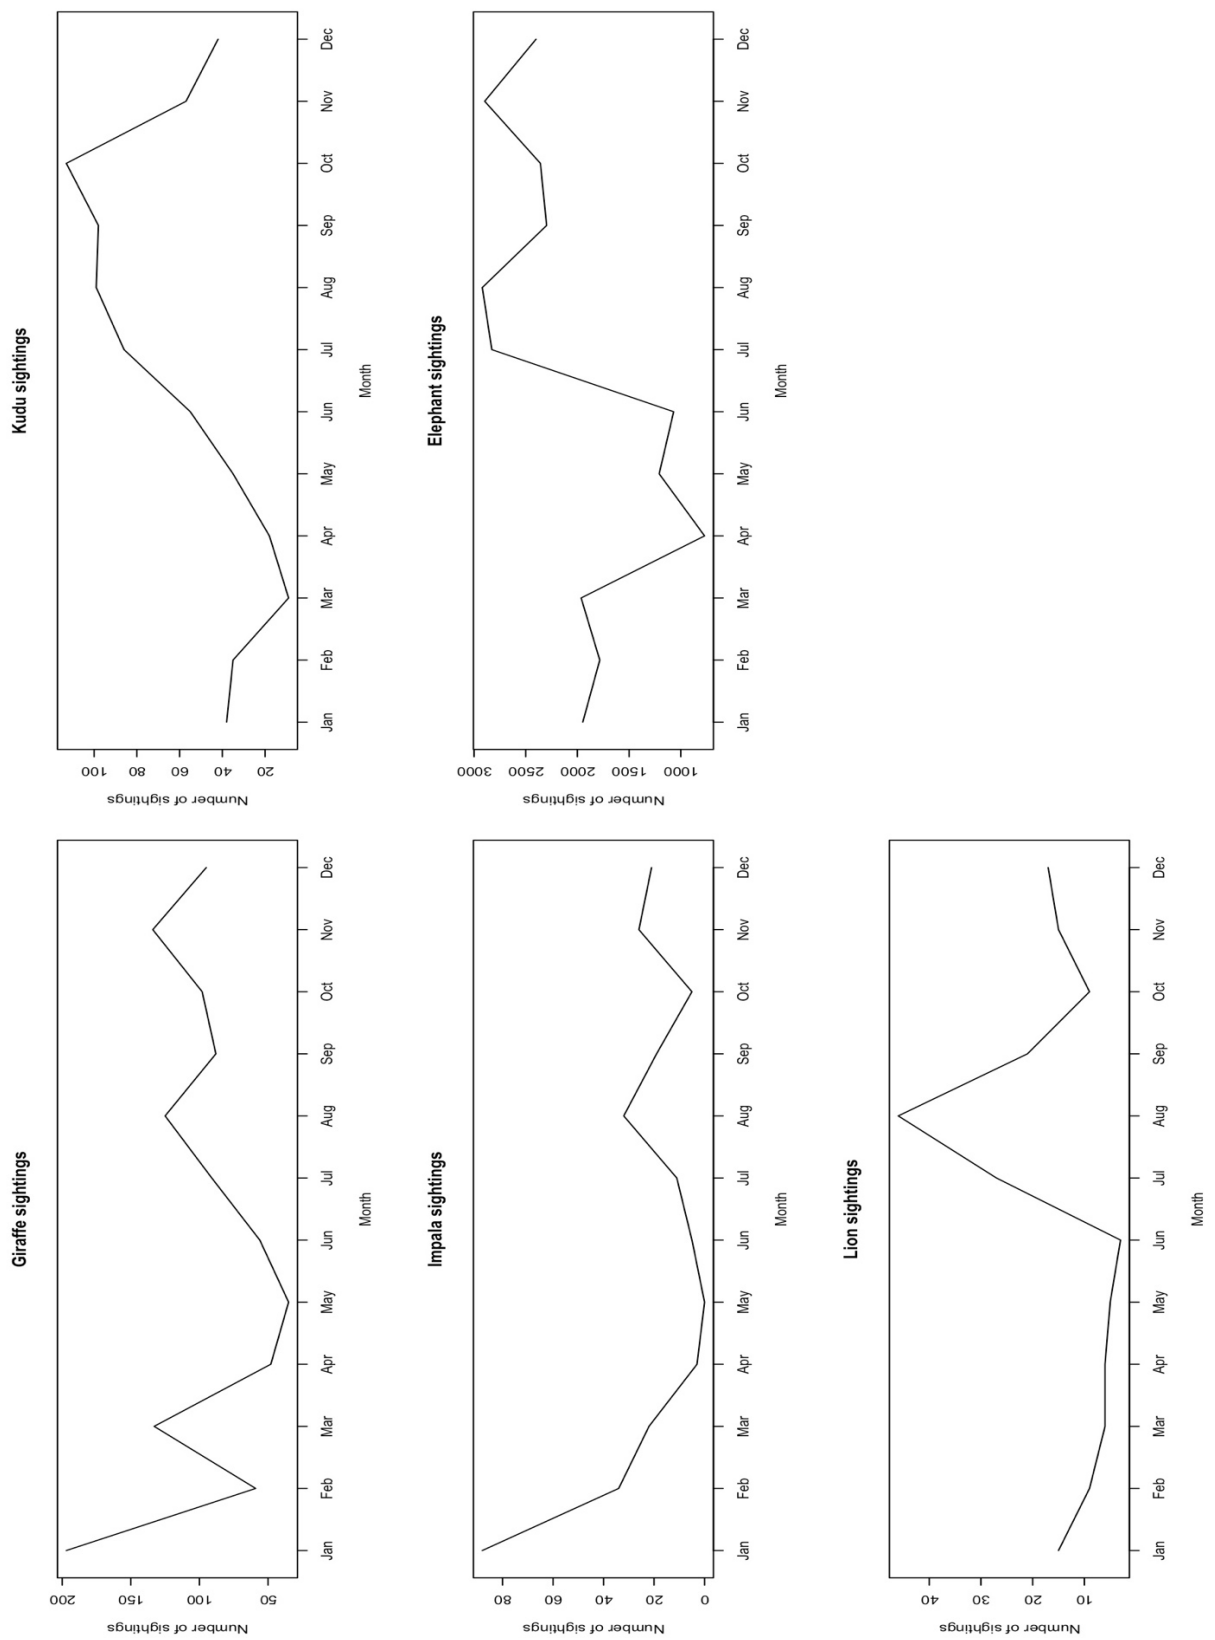 Giraffe sightings
Number of sightings
50 100 150 200
Jan Feb Mar Apr May Jun Jul Aug Sep Oct Nov Dec
Month
Kudu sightings
Number of sightings
20 40 60 80 100
Jan Feb Mar Apr May Jun Jul Aug Sep Oct Nov Dec
Month
Impala sightings
Number of sightings
0 20 40 60 80
Jan Feb Mar Apr May Jun Jul Aug Sep Oct Nov Dec
Month
Elephant sightings
Number of sightings
1000 1500 2000 2500 3000
Jan Feb Mar Apr May Jun Jul Aug Sep Oct Nov Dec
Month
Lion sightings
Number of sightings
10 20 30 40
Jan Feb Mar Apr May Jun Jul Aug Sep Oct Nov Dec
Month